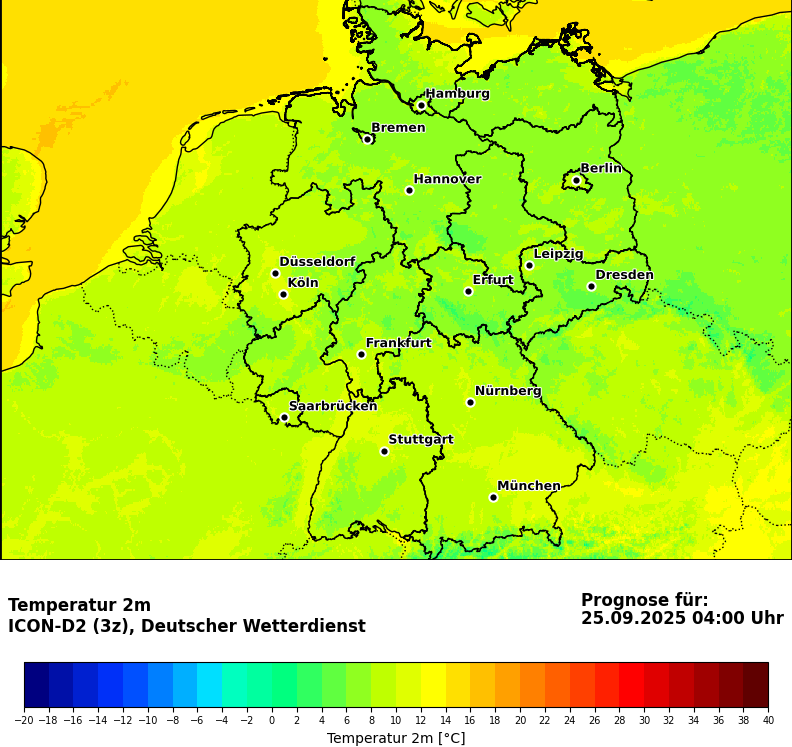 Hamburg
Bremen
Berlin
Hannover
Leipzig
Düsseldorf
Dresden
Köln
Erfurt
Frankfurt
Nürnberg
Saarbrücken
Stuttgart
München
Temperatur 2m
ICON-D2 (3z), Deutscher Wetterdienst
Prognose für:
25.09.2025 04:00 Uhr
−20 −18 −16 −14 −12 −10 −8 −6 −4 −2 0 2 4 6 8 10 12 14 16 18 20 22 24 26 28 30 32 34 36 38 40
Temperatur 2m [°C]